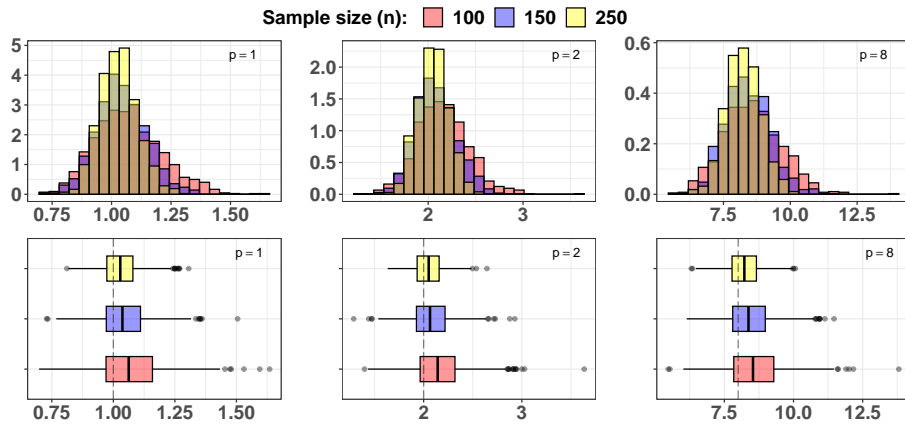 Sample size (n): 100 150 250
p = 1
5
4
3
2
1
0
0.75 1.00 1.25 1.50
p = 2
2.0
1.5
1.0
0.5
0.0
2 3
p = 8
0.6
0.4
0.2
0.0
7.5 10.0 12.5
p = 1
0.75 1.00 1.25 1.50
p = 2
2 3
p = 8
7.5 10.0 12.5